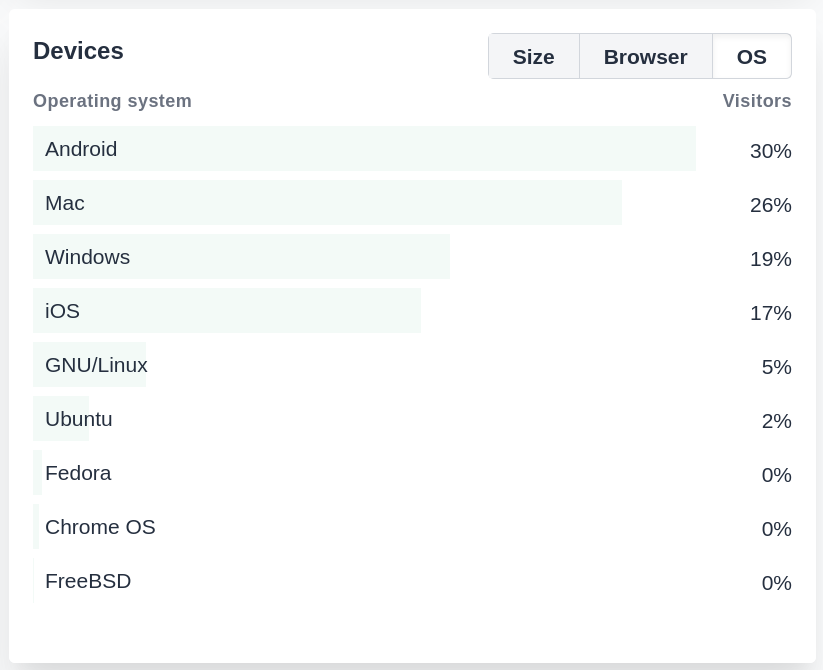 Devices
Size Browser OS
Operating system Visitors
Android 30%
Mac 26%
Windows 19%
iOS 17%
GNU/Linux 5%
Ubuntu 2%
Fedora 0%
Chrome OS 0%
FreeBSD 0%